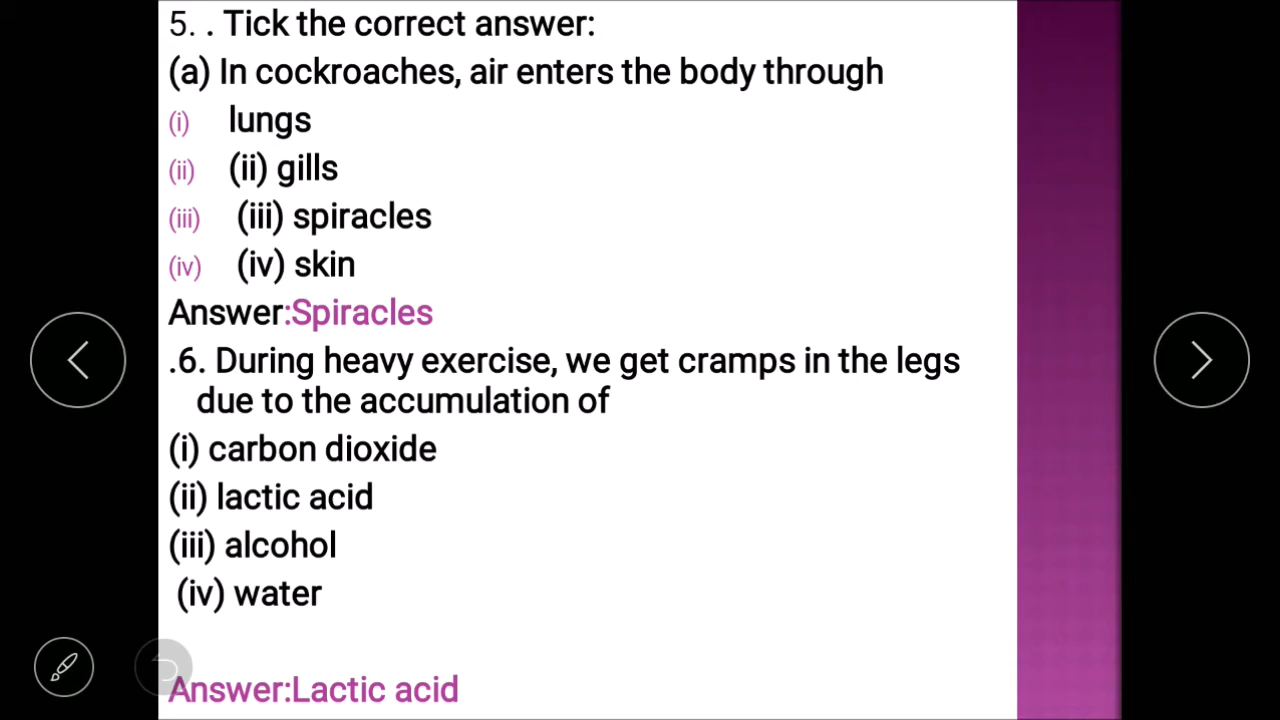 5. . Tick the correct answer:
(a) In cockroaches, air enters the body through
(i) lungs
(ii) (ii) gills
(iii) (iii) spiracles
(iv) (iv) skin
Answer:Spiracles
.6. During heavy exercise, we get cramps in the legs
due to the accumulation of
(i) carbon dioxide
(ii) lactic acid
(iii) alcohol
(iv) water
Answer:Lactic acid